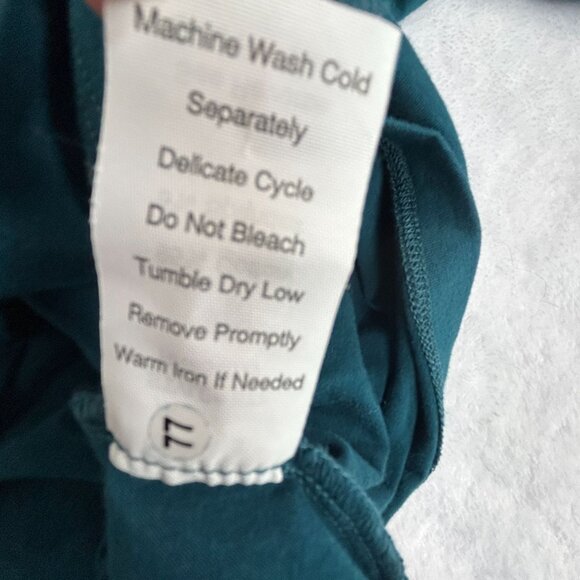 Machine Wash Cold
Separately
Delicate Cycle
Do Not Bleach
Tumble Dry Low
Remove Promptly
Warm Iron If Needed
77